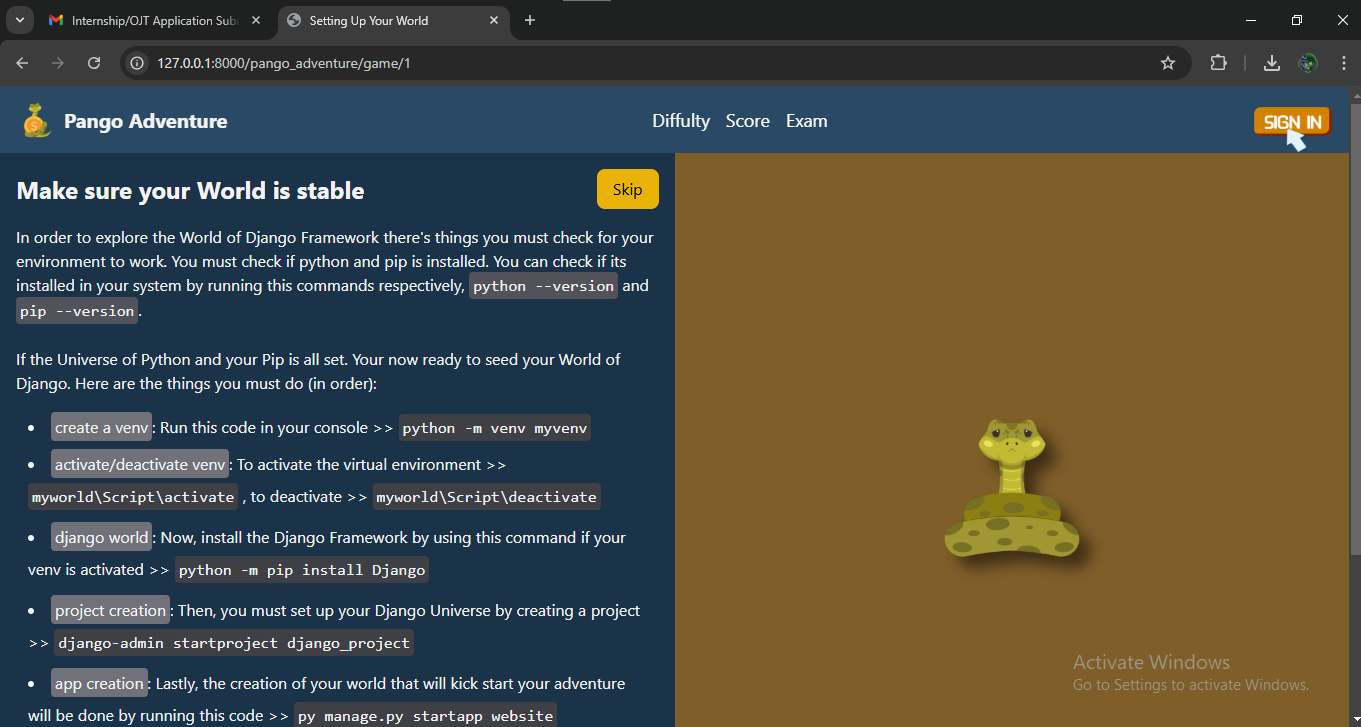 Internship/OJT Application Sub
Setting Up Your World
127.0.0.1:8000/pango_adventure/game/1
Pango Adventure
Diffulty Score Exam
SIGN IN
Make sure your World is stable
Skip
In order to explore the World of Django Framework there's things you must check for your
environment to work. You must check if python and pip is installed. You can check if its
installed in your system by running this commands respectively, python --version and
pip --version.
If the Universe of Python and your Pip is all set. Your now ready to seed your World of
Django. Here are the things you must do (in order):
• create a venv: Run this code in your console >> python -m venv myvenv
• activate/deactivate venv: To activate the virtual environment >>
myworld\Script\activate , to deactivate >> myworld\Script\deactivate
• django world: Now, install the Django Framework by using this command if your
venv is activated >> python -m pip install Django
• project creation: Then, you must set up your Django Universe by creating a project
>> django-admin startproject django_project
• app creation: Lastly, the creation of your world that will kick start your adventure
will be done by running this code >> py manage.py startapp website
Activate Windows
Go to Settings to activate Windows.